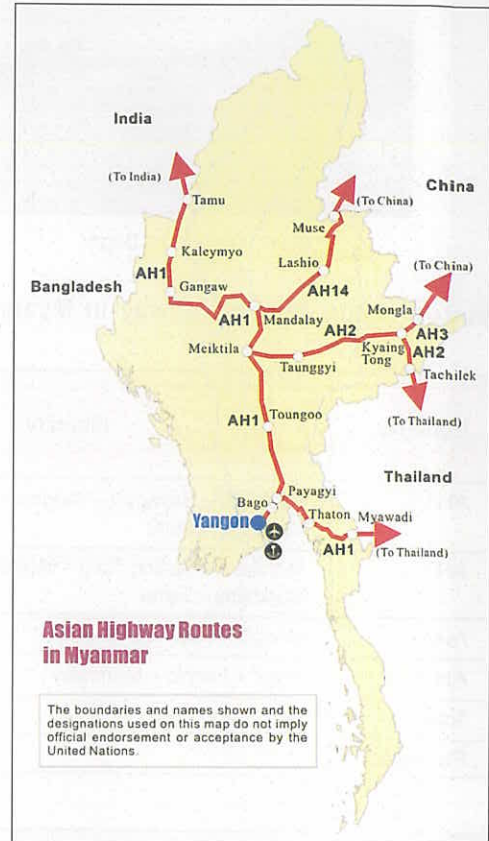 India
(To India)
Tamu
China
(To China)
Muse
Kaleymyo
Lashio
AH1
Gangaw
AH14
(To China)
Bangladesh
Mongla
AH1
Mandalay
AH2
AH3
Meiktila
Kyaing
Tong
AH2
Taunggyi
Tachilek
AH1
Toungoo
(To Thailand)
Thailand
Payagyi
Bago
Thaton
Myawadi
Yangon
AH1
(To Thailand)
Asian Highway Routes
in Myanmar
The boundaries and names shown and the
designations used on this map do not imply
official endorsement or acceptance by the
United Nations.